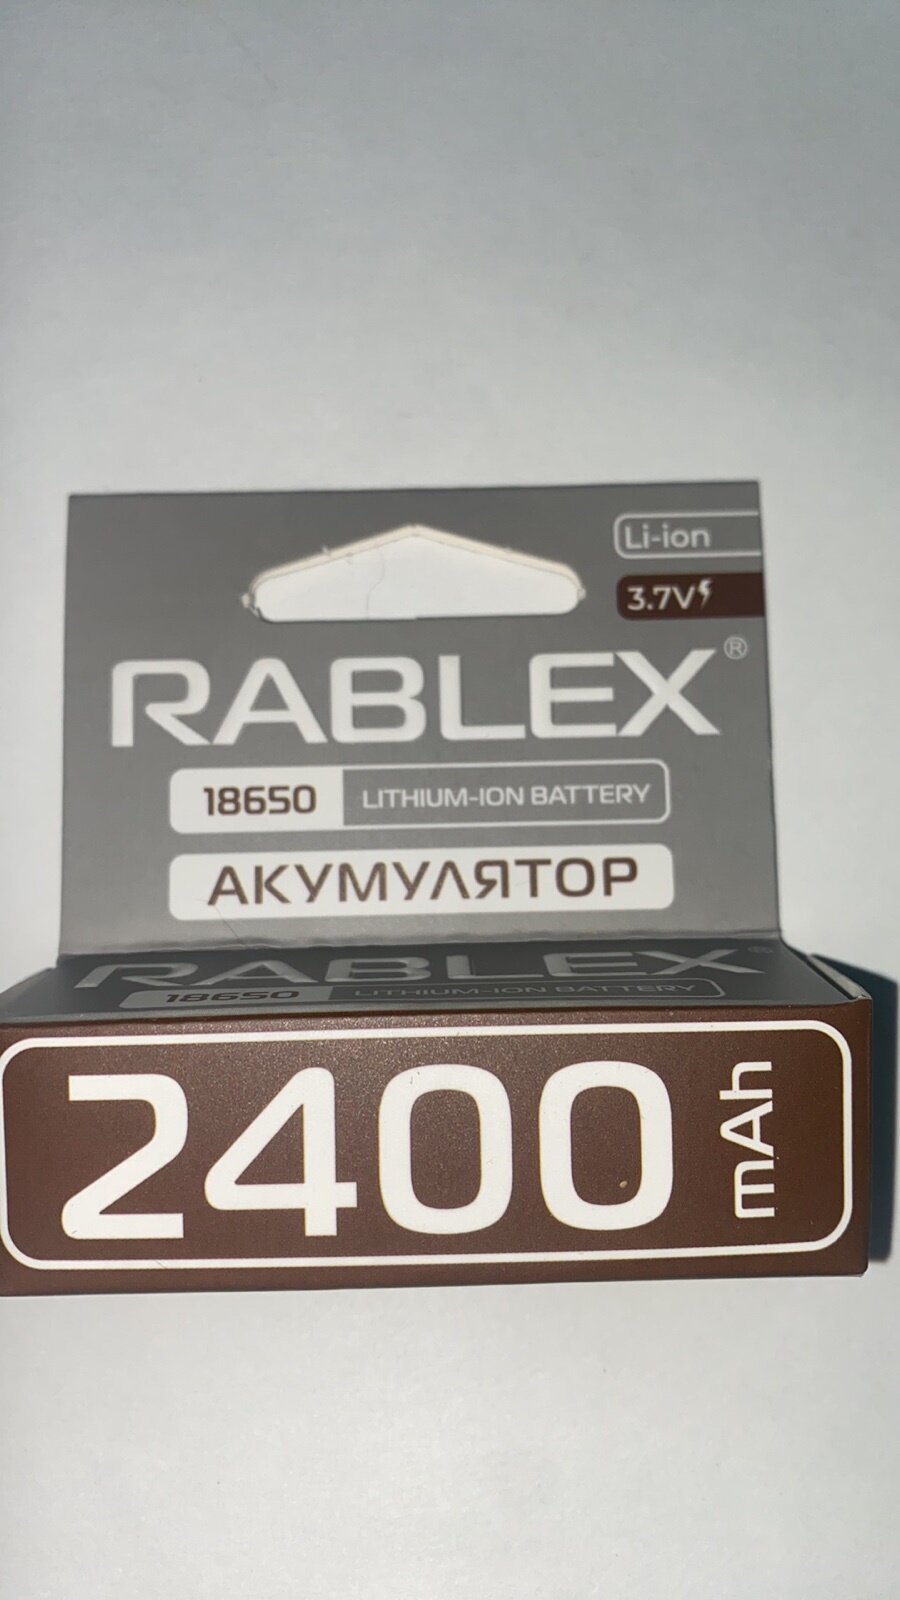 Li-ion
3.7V
RABLEX®
18650 LITHIUM-ION BATTERY
АКУМУЛЯТОР
RABLEX®
18650 LITHIUM-ION BATTERY
2400 mAh